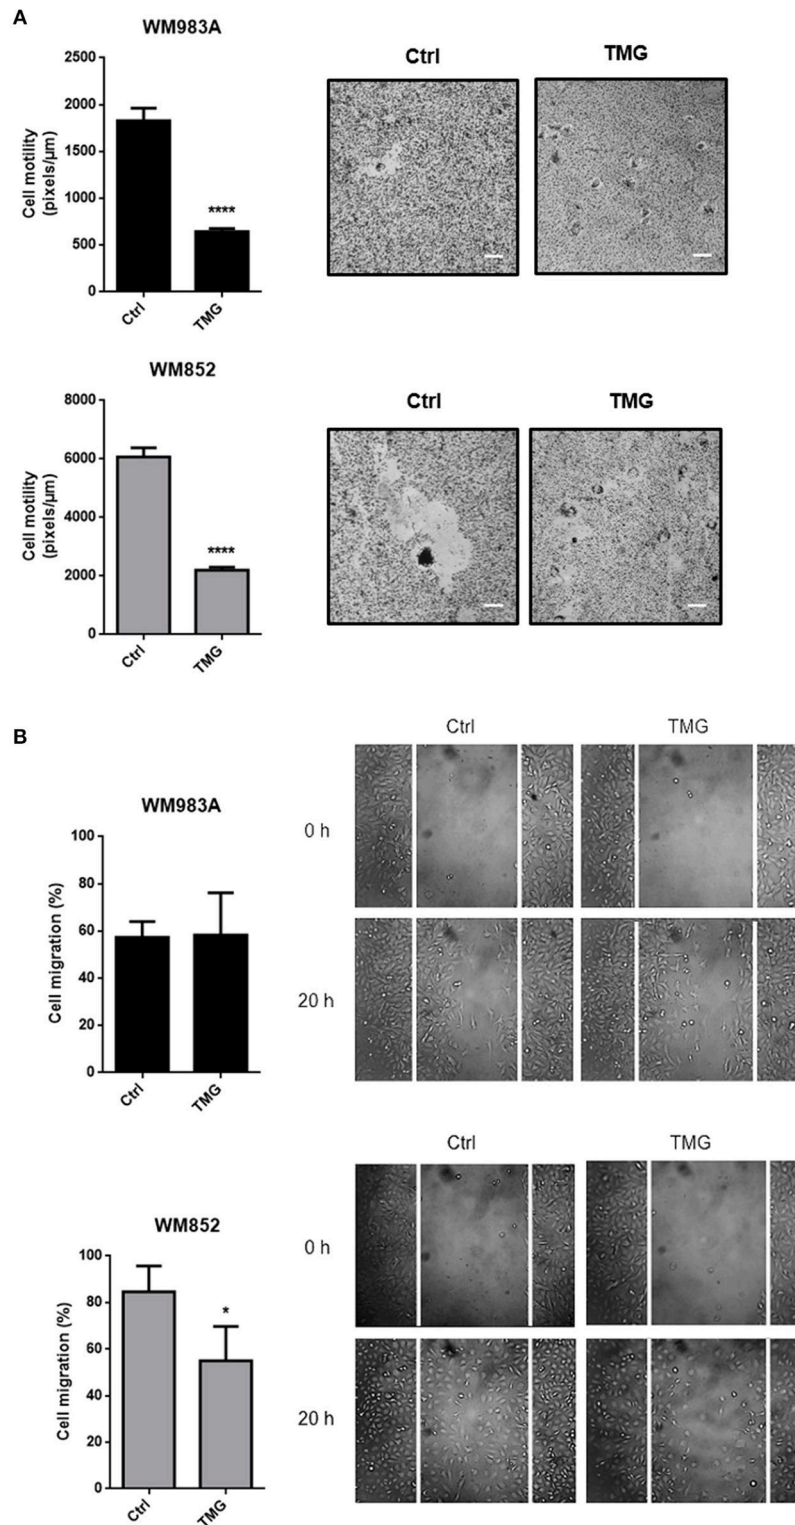 A
WM983A
Cell motility
(pixels/µm)
2500
2000
1500
1000
500
0
****
Ctrl
TMG
Ctrl
TMG
WM852
Cell motility
(pixels/µm)
8000
6000
4000
2000
0
****
Ctrl
TMG
Ctrl
TMG
B
WM983A
Cell migration (%)
100
80
60
40
20
0
Ctrl
TMG
Ctrl
TMG
0 h
20 h
WM852
Cell migration (%)
100
80
60
40
20
0
*
Ctrl
TMG
Ctrl
TMG
0 h
20 h